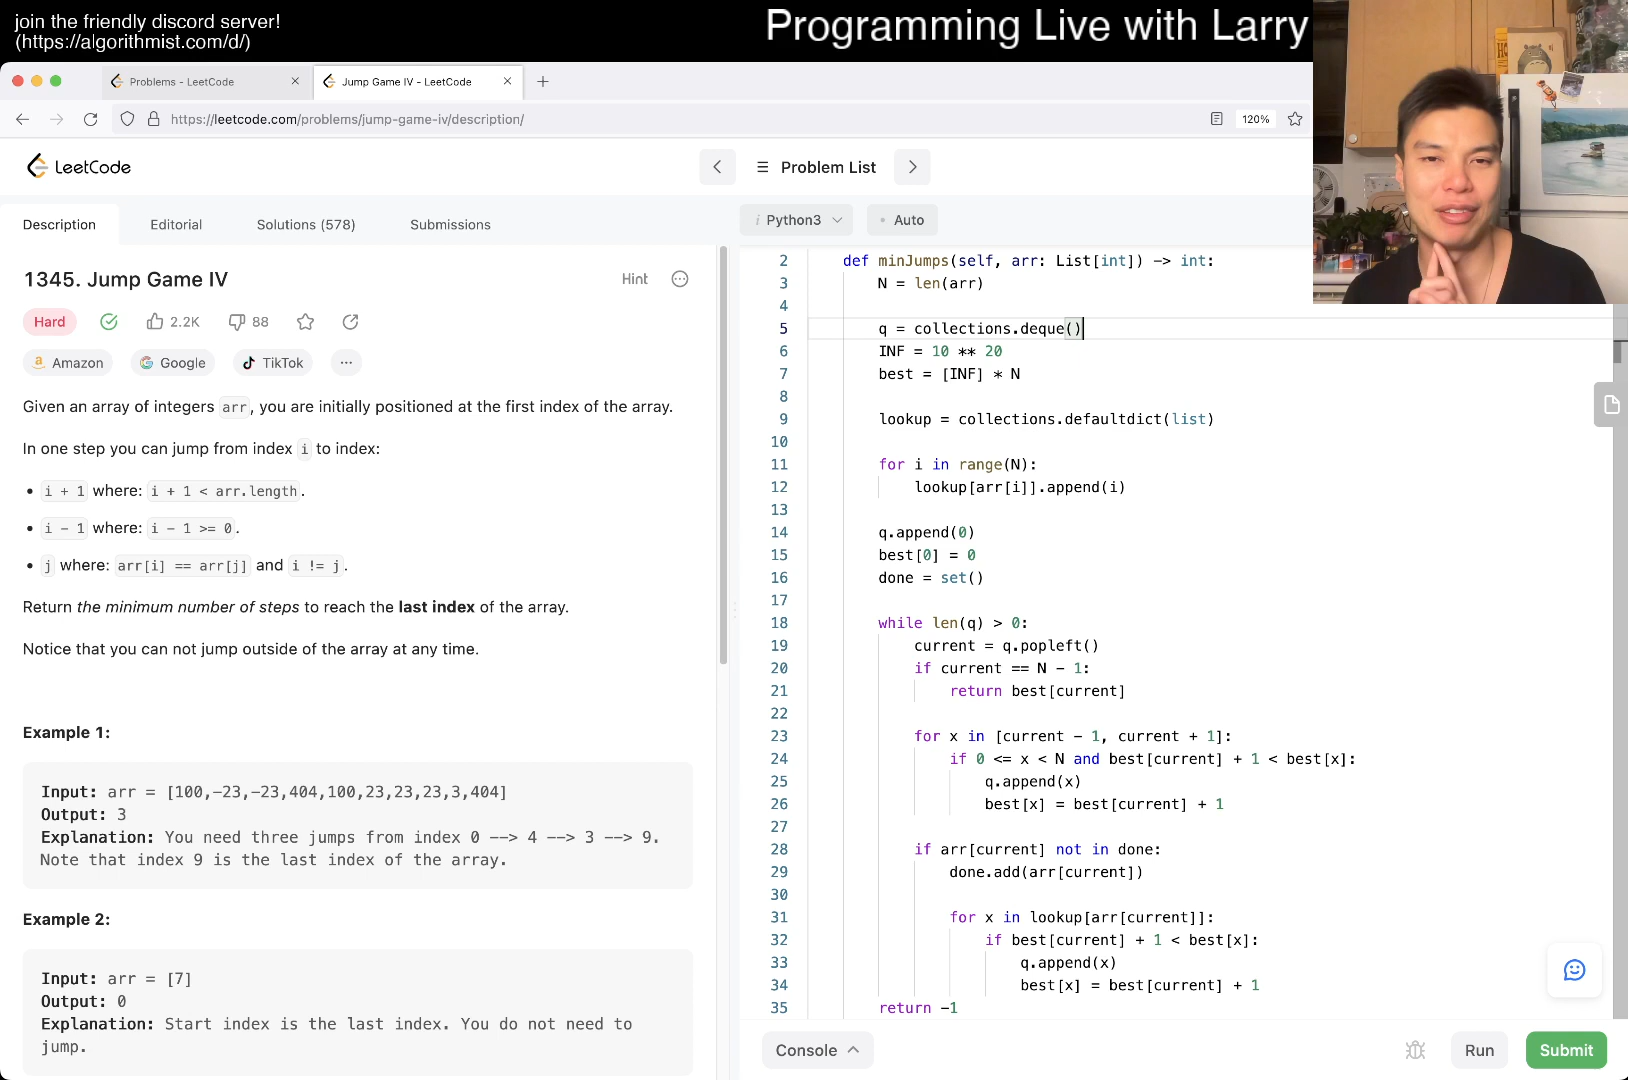 join the friendly discord server!
(https://algorithmist.com/d/)
Programming Live with Larry
Problems - LeetCode
Jump Game IV - LeetCode
https://leetcode.com/problems/jump-game-iv/description/
120%
LeetCode
Problem List
Description
Editorial
Solutions (578)
Submissions
i Python3
Auto
1345. Jump Game IV
Hint
Hard
2.2K
88
Amazon
Google
TikTok
Given an array of integers arr, you are initially positioned at the first index of the array.
In one step you can jump from index i to index:
• i + 1 where: i + 1 < arr.length.
• i - 1 where: i - 1 >= 0.
• j where: arr[i] == arr[j] and i != j.
Return the minimum number of steps to reach the last index of the array.
Notice that you can not jump outside of the array at any time.
Example 1:
Input: arr = [100,-23,-23,404,100,23,23,23,3,404]
Output: 3
Explanation: You need three jumps from index 0 --> 4 --> 3 --> 9.
Note that index 9 is the last index of the array.
Example 2:
Input: arr = [7]
Output: 0
Explanation: Start index is the last index. You do not need to
jump.
2 def minJumps(self, arr: List[int]) -> int:
3 N = len(arr)
4
5 q = collections.deque()
6 INF = 10 ** 20
7 best = [INF] * N
8
9 lookup = collections.defaultdict(list)
10
11 for i in range(N):
12 lookup[arr[i]].append(i)
13
14 q.append(0)
15 best[0] = 0
16 done = set()
17
18 while len(q) > 0:
19 current = q.popleft()
20 if current == N - 1:
21 return best[current]
22
23 for x in [current - 1, current + 1]:
24 if 0 <= x < N and best[current] + 1 < best[x]:
25 q.append(x)
26 best[x] = best[current] + 1
27
28 if arr[current] not in done:
29 done.add(arr[current])
30
31 for x in lookup[arr[current]]:
32 if best[current] + 1 < best[x]:
33 q.append(x)
34 best[x] = best[current] + 1
35 return -1
Console
Run
Submit